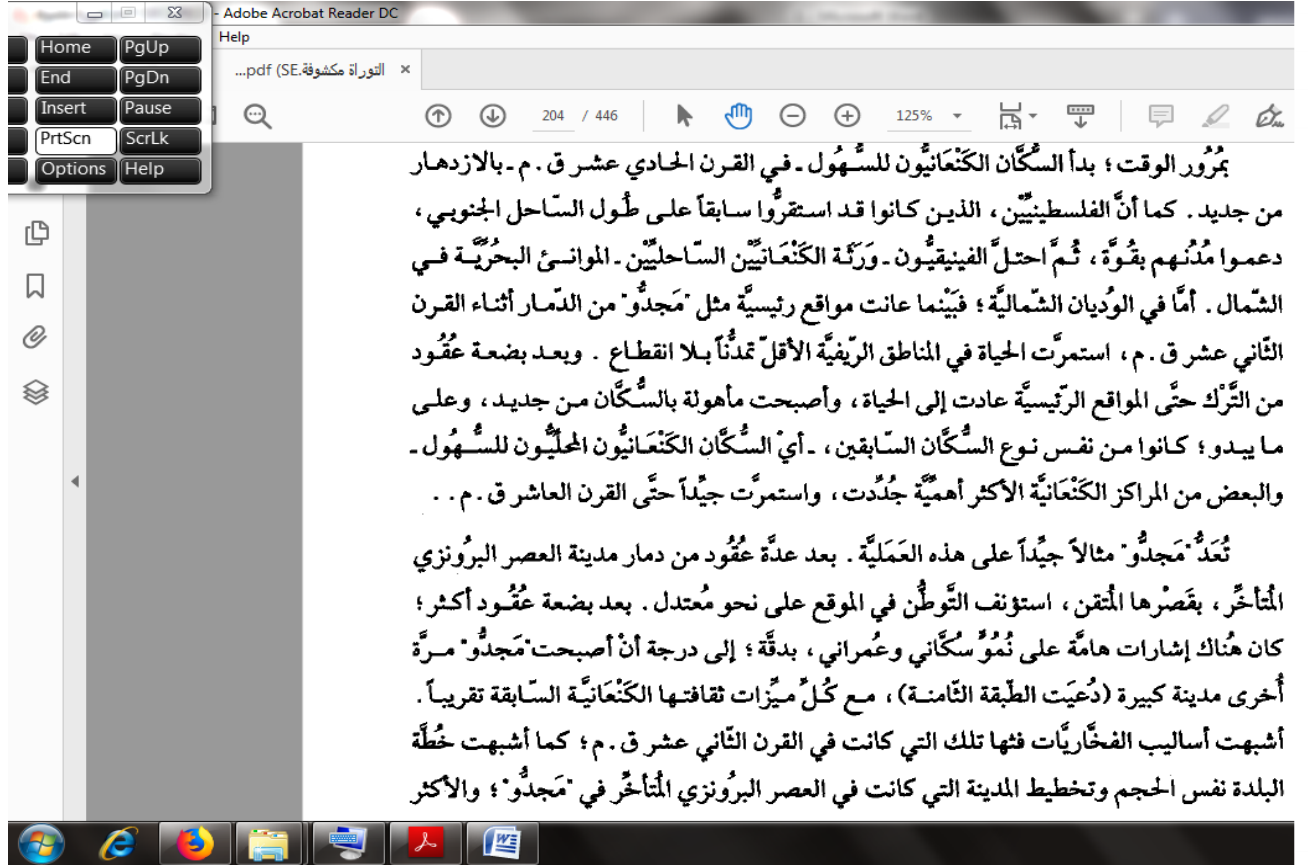 - Adobe Acrobat Reader DC
Help
Home PgUp
End PgDn
Insert Pause
PrtScn ScrLk
Options Help
التوراة مكشوفة.SE) pdf...
204 / 446
125%
بمُرُور الوقت ؛ بدأ السُّكَّان الكَنْعَانيُّون للسُّهُول ـ في القرن الحادي عشر ق . م ـ بالازدهار
من جديد . كما أنَّ الفلسطينيِّين ، الذين كانوا قد استقرُّوا سابقاً على طُول السّاحل الجنوبي ،
دعموا مُدُنهم بقُوَّة ، ثُمَّ احتلَّ الفينيقيُّون ـ وَرَثَة الكَنْعَانيِّيْن السّاحليِّيْن ـ الموانئ البحْريَّة في
الشّمال . أمَّا في الوُديان الشّماليَّة ؛ فبَيْنما عانت مواقع رئيسيَّة مثل "مَجدُّو" من الدّمار أثناء القرن
الثّاني عشر ق . م ، استمرَّت الحياة في المناطق الرّيفيَّة الأقلّ تمدُّناً بلا انقطاع . وبعد بضعة عُقُود
من التَّرْك حتَّى المواقع الرّئيسيَّة عادت إلى الحياة ، وأصبحت مأهولة بالسُّكَّان من جديد ، وعلى
ما يبدو ؛ كانوا من نفس نوع السُّكَّان السّابقين ، ـ أيْ السُّكَّان الكَنْعَانيُّون المحلّيُّون للسُّهُول ـ
والبعض من المراكز الكَنْعَانيَّة الأكثر أهميَّة جُدِّدت ، واستمرَّت جيِّداً حتَّى القرن العاشر ق . م . .
تُعَدُّ "مَجدُّو" مثالاً جيِّداً على هذه العَمَليَّة . بعد عدَّة عُقُود من دمار مدينة العصر البرُونزي
المُتأخِّر ، بقَصْرها المُتقن ، استؤنف التَّوطُّن في الموقع على نحو مُعتدل . بعد بضعة عُقُود أكثر ؛
كان هُناك إشارات هامَّة على نُمُوٍّ سُكَّاني وعُمراني ، بدقَّة ؛ إلى درجة أنْ أصبحت "مَجدُّو" مرَّة
أُخرى مدينة كبيرة (دُعيَت الطّبقة الثّامنة) ، مع كُلِّ ميِّزات ثقافتها الكَنْعَانيَّة السّابقة تقريباً .
أشبهت أساليب الفخَّاريَّات فثها تلك التي كانت في القرن الثّاني عشر ق . م ؛ كما أشبهت خُطَّة
البلدة نفس الحجم وتخطيط المدينة التي كانت في العصر البرُونزي المُتأخِّر في "مَجدُّو" ؛ والأكثر